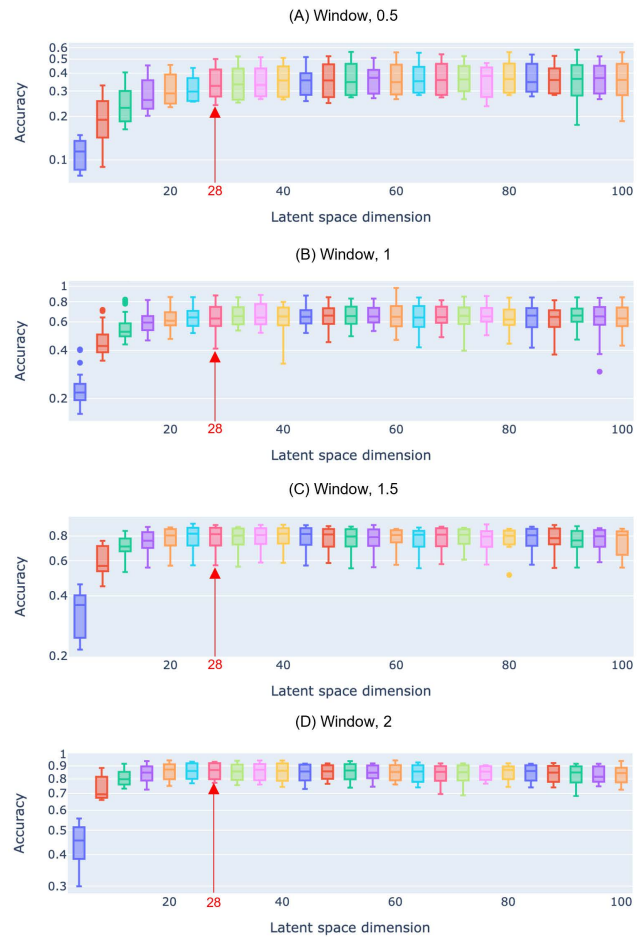 (A) Window, 0.5
0.6
0.5
0.4
0.3
0.2
0.1
Accuracy
20 28 40 60 80 100
Latent space dimension
(B) Window, 1
1
0.8
0.6
0.4
0.2
Accuracy
20 28 40 60 80 100
Latent space dimension
(C) Window, 1.5
0.8
0.6
0.4
0.2
Accuracy
20 28 40 60 80 100
Latent space dimension
(D) Window, 2
1
0.9
0.8
0.7
0.5
0.4
0.3
Accuracy
20 28 40 60 80 100
Latent space dimension